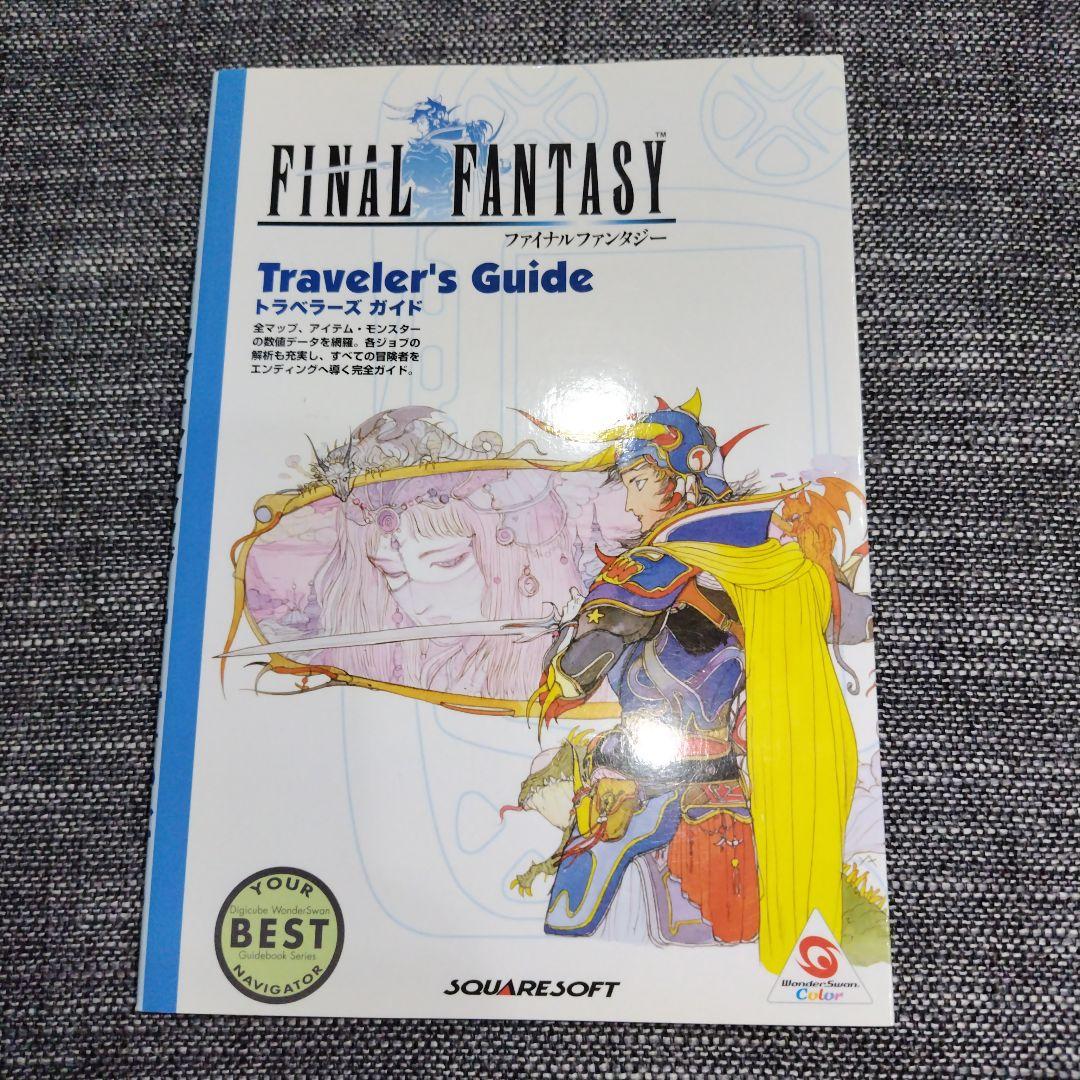 FINAL FANTASY™
ファイナルファンタジー
Traveler's Guide
トラベラーズ ガイド
全マップ、アイテム・モンスター
の数値データを網羅。各ジョブの
解析も充実し、すべての冒険者を
エンディングへ導く完全ガイド。
YOUR
Digicube WonderSwan
BEST
Guidebook Series
NAVIGATOR
SQUARESOFT
WonderSwan
Color